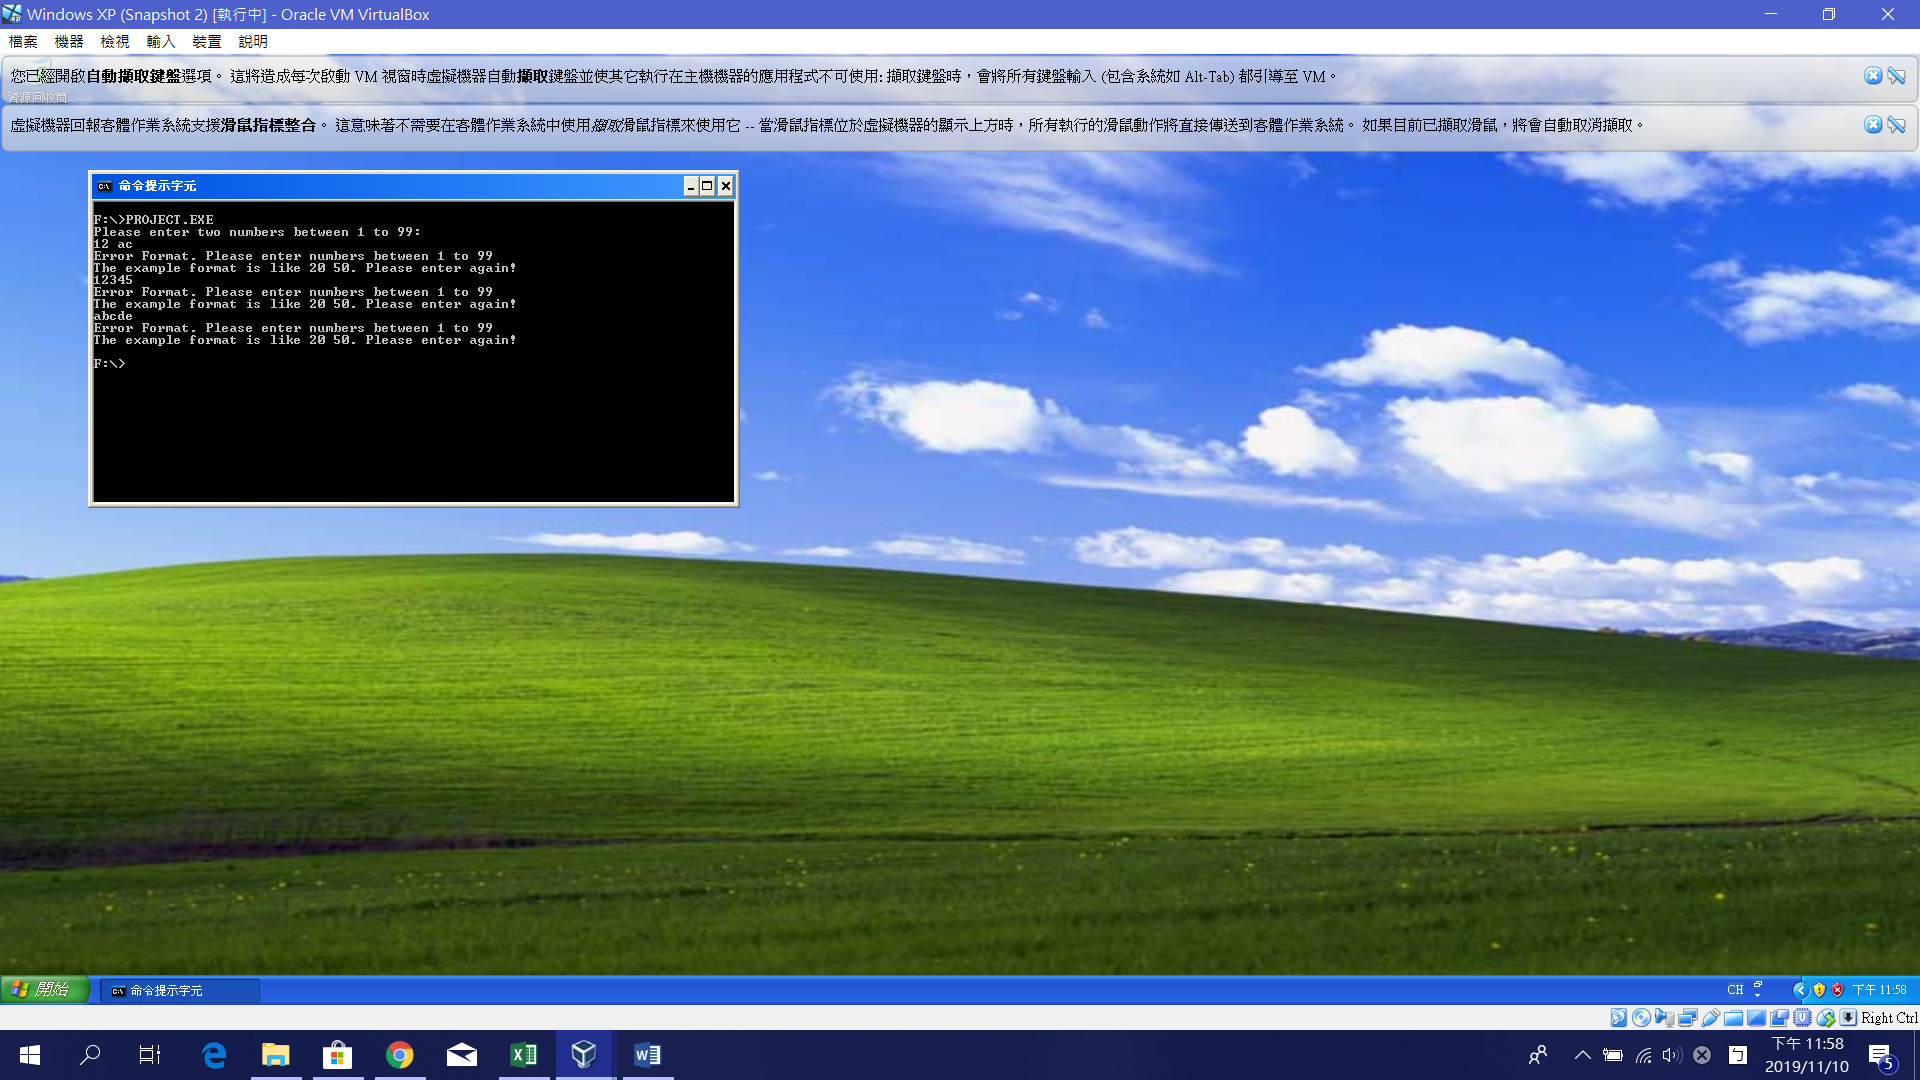 Windows XP (Snapshot 2) [執行中] - Oracle VM VirtualBox
檔案 機器 檢視 輸入 裝置 說明
您已經開啟自動擷取鍵盤選項。 這將造成每次啟動 VM 視窗時虛擬機器自動擷取鍵盤並使其它執行在主機機器的應用程式不可使用: 擷取鍵盤時，會將所有鍵盤輸入 (包含系統如 Alt-Tab) 都引導至 VM。
資源回收筒
虛擬機器回報客體作業系統支援滑鼠指標整合。 這意味著不需要在客體作業系統中使用擷取滑鼠指標來使用它 -- 當滑鼠指標位於虛擬機器的顯示上方時，所有執行的滑鼠動作將直接傳送到客體作業系統。 如果目前已擷取滑鼠，將會自動取消擷取。
命令提示字元
F:\>PROJECT.EXE
Please enter two numbers between 1 to 99:
12 ac
Error Format. Please enter numbers between 1 to 99
The example format is like 20 50. Please enter again!
12345
Error Format. Please enter numbers between 1 to 99
The example format is like 20 50. Please enter again!
abcde
Error Format. Please enter numbers between 1 to 99
The example format is like 20 50. Please enter again!
F:\>
開始 命令提示字元 CH 下午 11:58
Right Ctrl
下午 11:58
2019/11/10
5